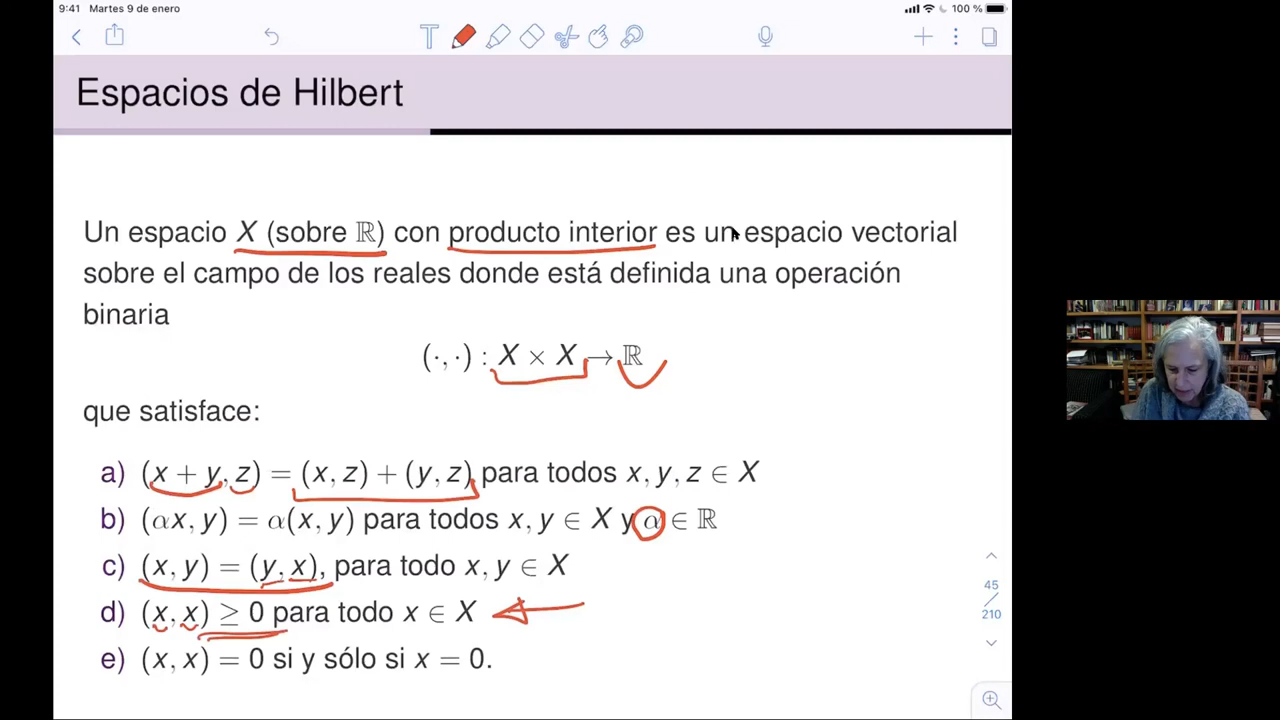 9:41 Martes 9 de enero 100 %
Espacios de Hilbert
Un espacio X (sobre ℝ) con producto interior es un espacio vectorial
sobre el campo de los reales donde está definida una operación
binaria
(·, ·) : X × X → ℝ
que satisface:
a) (x + y, z) = (x, z) + (y, z) para todos x, y, z ∈ X
b) (αx, y) = α(x, y) para todos x, y ∈ X y α ∈ ℝ
c) (x, y) = (y, x), para todo x, y ∈ X
d) (x, x) ≥ 0 para todo x ∈ X
e) (x, x) = 0 si y sólo si x = 0.
45
210